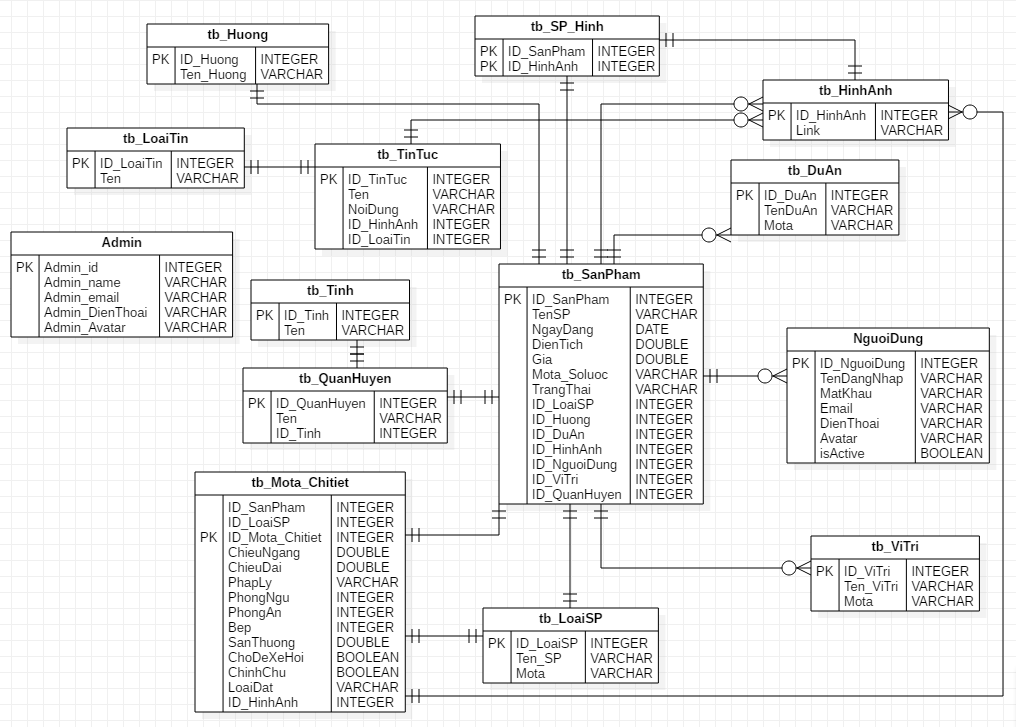 tb_Huong
PK ID_Huong INTEGER
Ten_Huong VARCHAR
tb_SP_Hinh
PK ID_SanPham INTEGER
PK ID_HinhAnh INTEGER
tb_HinhAnh
PK ID_HinhAnh INTEGER
Link VARCHAR
tb_LoaiTin
PK ID_LoaiTin INTEGER
Ten VARCHAR
tb_TinTuc
PK ID_TinTuc INTEGER
Ten VARCHAR
NoiDung VARCHAR
ID_HinhAnh INTEGER
ID_LoaiTin INTEGER
tb_DuAn
PK ID_DuAn INTEGER
TenDuAn VARCHAR
Mota VARCHAR
Admin
PK Admin_id INTEGER
Admin_name VARCHAR
Admin_email VARCHAR
Admin_DienThoai VARCHAR
Admin_Avatar VARCHAR
tb_Tinh
PK ID_Tinh INTEGER
Ten VARCHAR
tb_SanPham
PK ID_SanPham INTEGER
TenSP VARCHAR
NgayDang DATE
DienTich DOUBLE
Gia DOUBLE
Mota_Soluoc VARCHAR
TrangThai VARCHAR
ID_LoaiSP INTEGER
ID_Huong INTEGER
ID_DuAn INTEGER
ID_HinhAnh INTEGER
ID_NguoiDung INTEGER
ID_ViTri INTEGER
ID_QuanHuyen INTEGER
NguoiDung
PK ID_NguoiDung INTEGER
TenDangNhap VARCHAR
MatKhau VARCHAR
Email VARCHAR
DienThoai VARCHAR
Avatar VARCHAR
isActive BOOLEAN
tb_QuanHuyen
PK ID_QuanHuyen INTEGER
Ten VARCHAR
ID_Tinh INTEGER
tb_Mota_Chitiet
ID_SanPham INTEGER
ID_LoaiSP INTEGER
PK ID_Mota_Chitiet INTEGER
ChieuNgang DOUBLE
ChieuDai DOUBLE
PhapLy VARCHAR
PhongNgu INTEGER
PhongAn INTEGER
Bep INTEGER
SanThuong DOUBLE
ChoDeXeHoi BOOLEAN
ChinhChu BOOLEAN
LoaiDat VARCHAR
ID_HinhAnh INTEGER
tb_ViTri
PK ID_ViTri INTEGER
Ten_ViTri VARCHAR
Mota VARCHAR
tb_LoaiSP
PK ID_LoaiSP INTEGER
Ten_SP VARCHAR
Mota VARCHAR